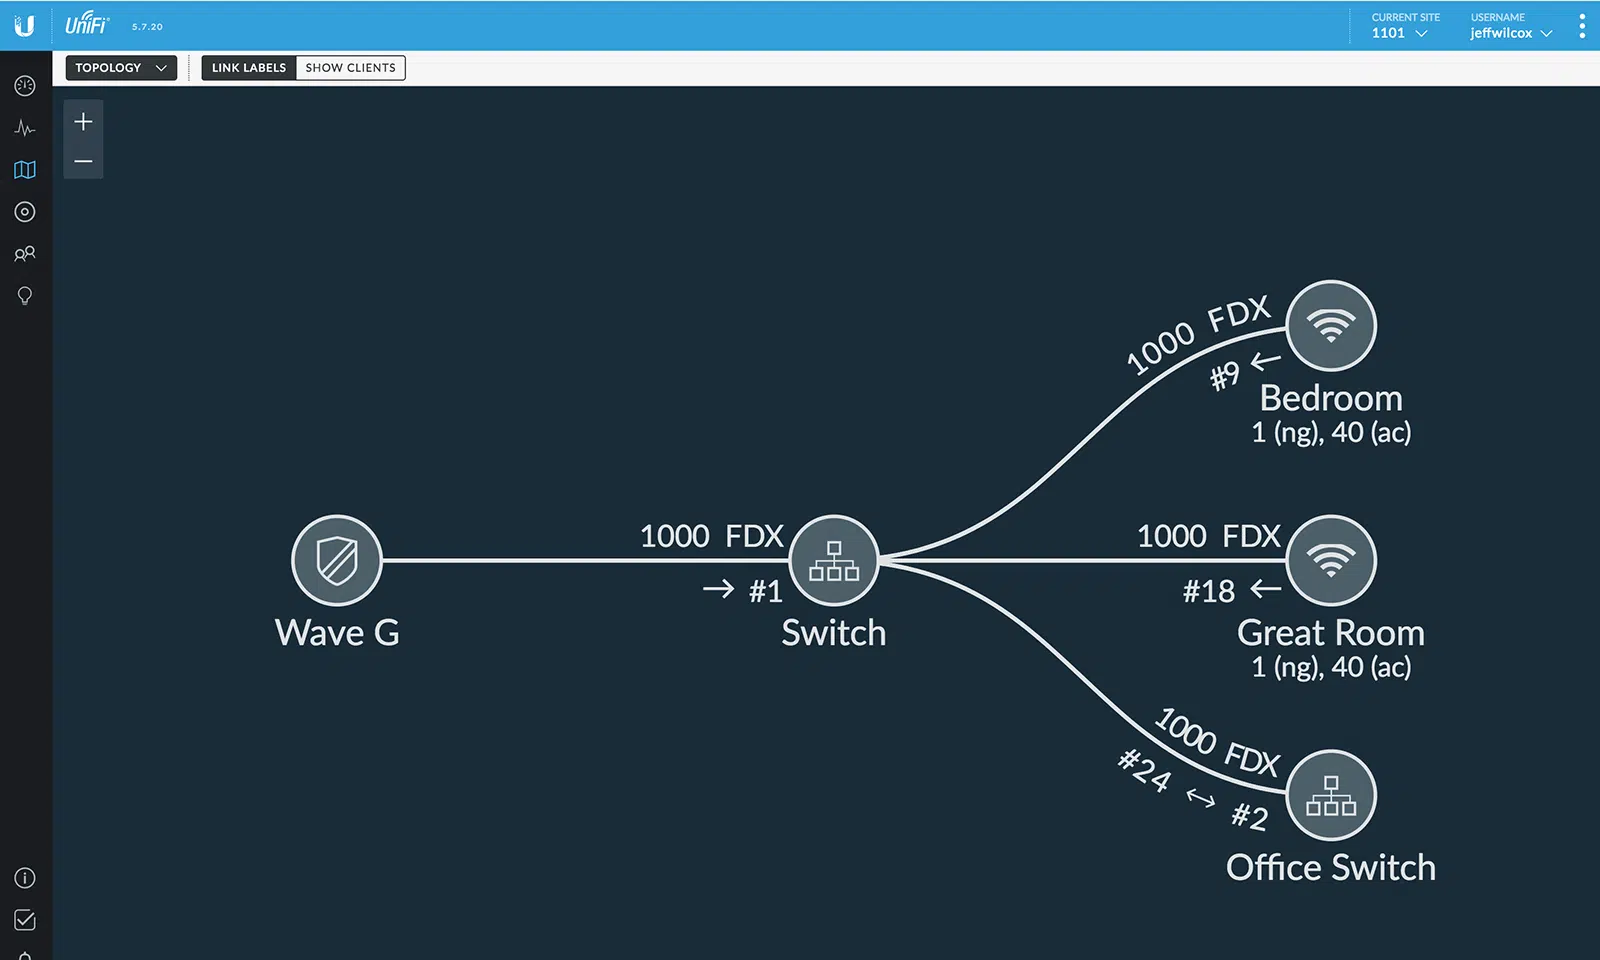 UniFi 5.7.20
CURRENT SITE
1101
USERNAME
jeffwilcox
TOPOLOGY
LINK LABELS
SHOW CLIENTS
1000 FDX
#9 ←
Bedroom
1 (ng), 40 (ac)
1000 FDX
→ #1
Wave G
Switch
1000 FDX
#18 ←
Great Room
1 (ng), 40 (ac)
1000 FDX
#24 ↔ #2
Office Switch